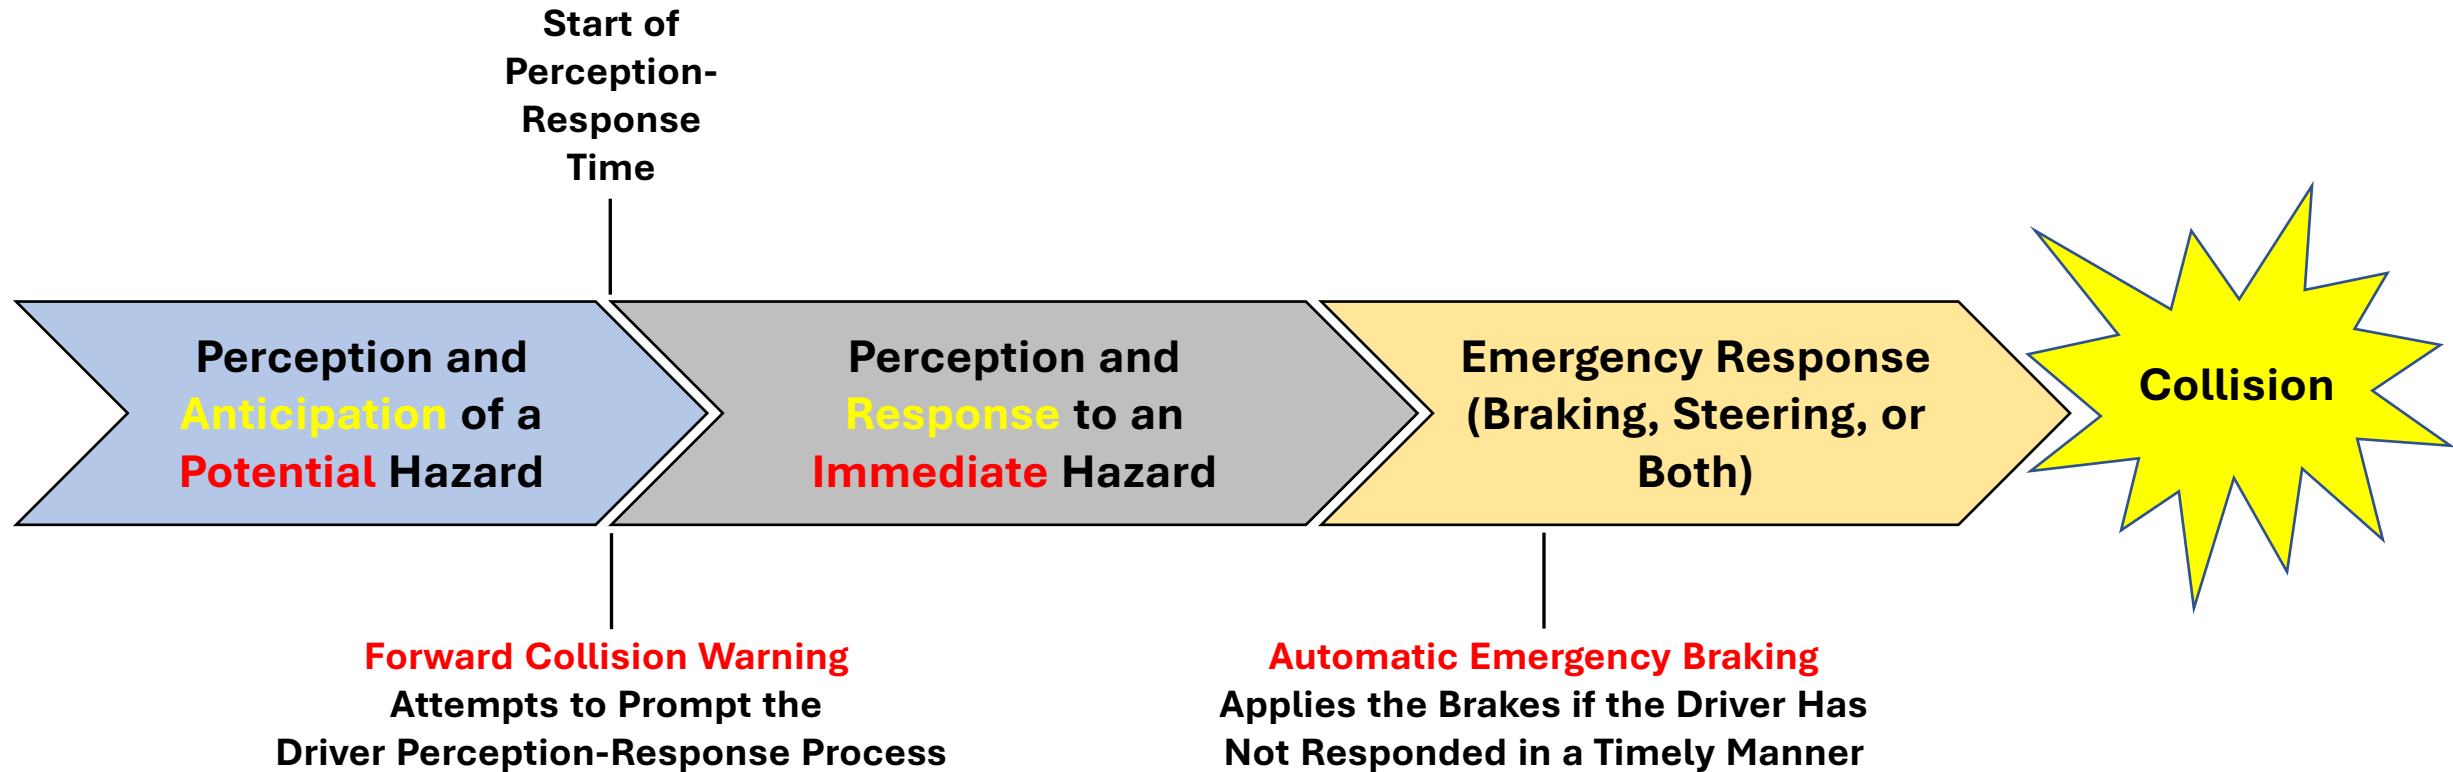 Start of
Perception-
Response
Time
Perception and
Anticipation of a
Potential Hazard
Perception and
Response to an
Immediate Hazard
Emergency Response
(Braking, Steering, or
Both)
Collision
Forward Collision Warning
Attempts to Prompt the
Driver Perception-Response Process
Automatic Emergency Braking
Applies the Brakes if the Driver Has
Not Responded in a Timely Manner